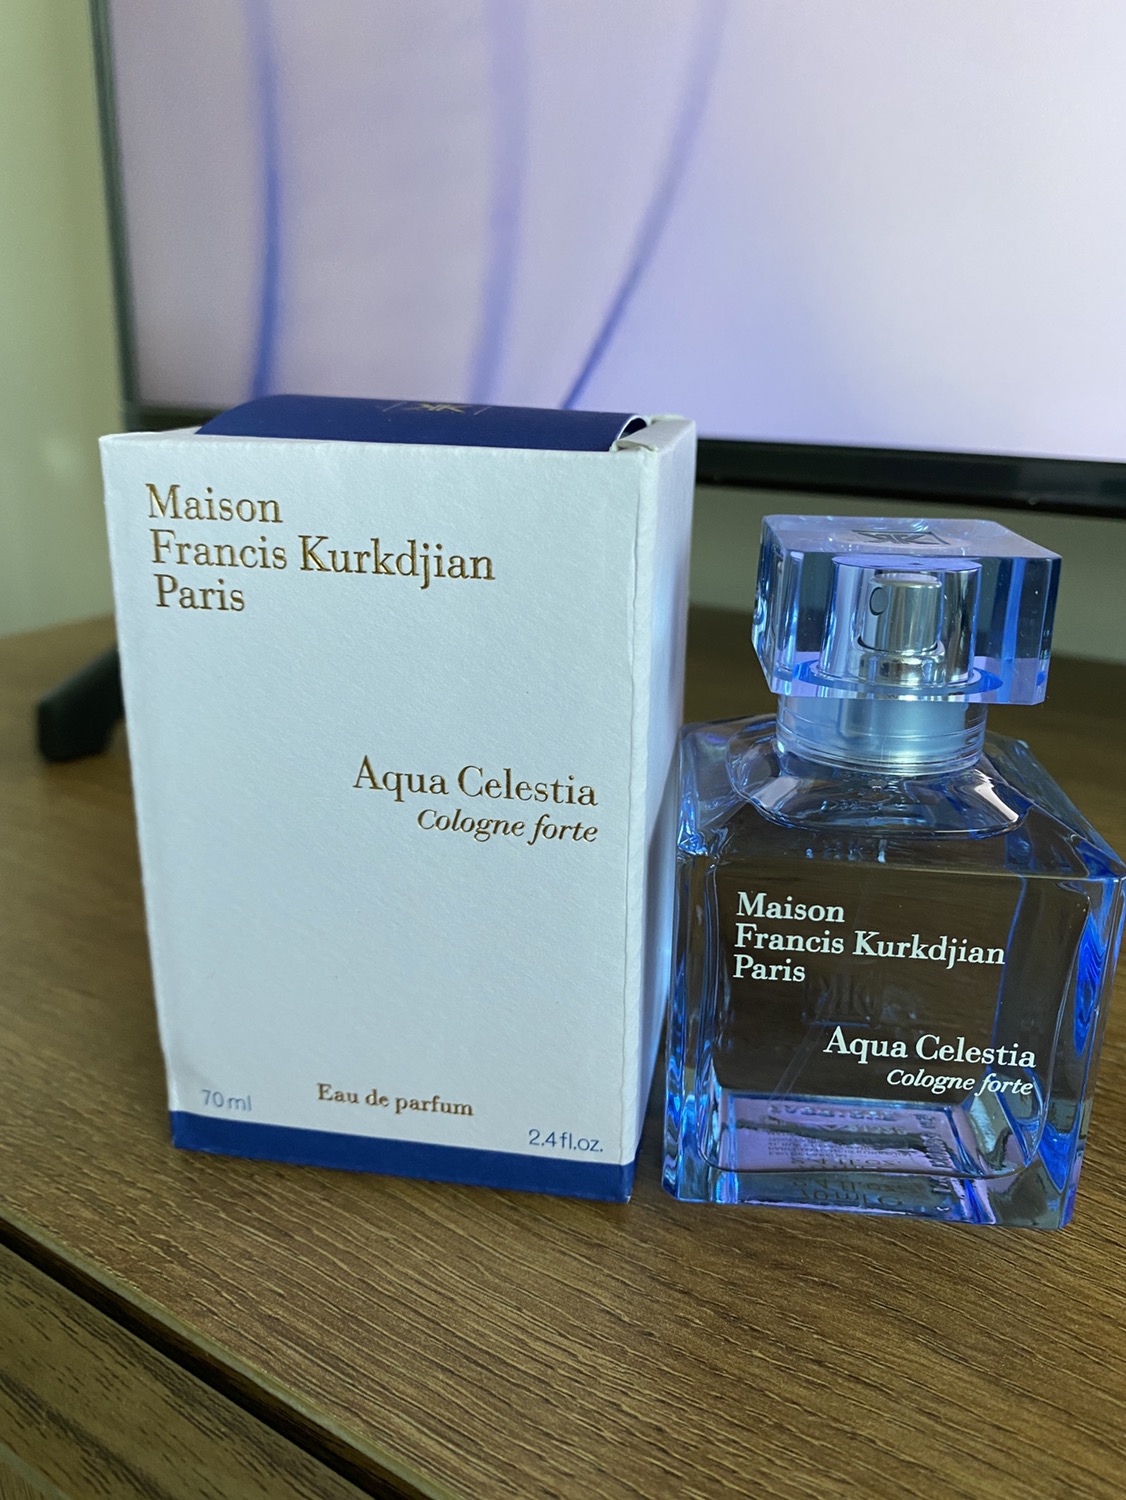 Maison
Francis Kurkdjian
Paris
Aqua Celestia
Cologne forte
70 ml
Eau de parfum
2.4 fl.oz.
Maison
Francis Kurkdjian
Paris
Aqua Celestia
Cologne forte